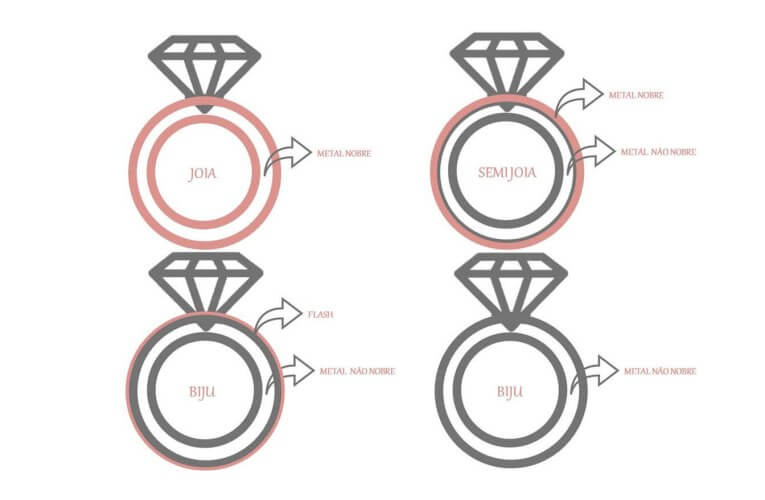 METAL NOBRE
JOIA
METAL NOBRE
METAL NÃO NOBRE
SEMIJOIA
FLASH
METAL NÃO NOBRE
BIJU
METAL NÃO NOBRE
BIJU